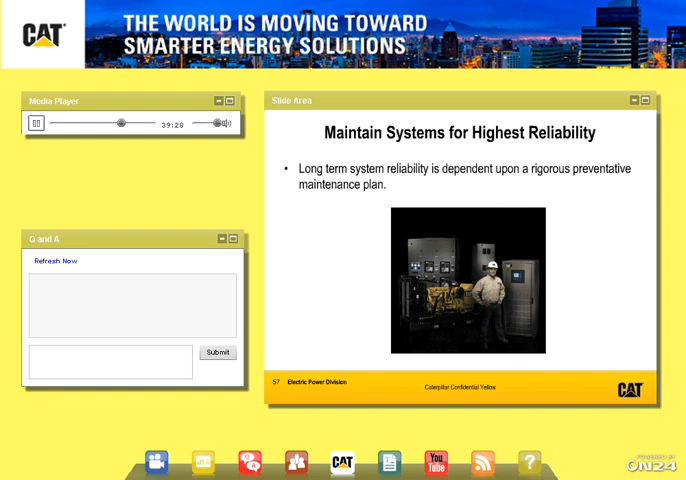 CAT
THE WORLD IS MOVING TOWARD
SMARTER ENERGY SOLUTIONS.
Media Player
39:28
Slide Area
Maintain Systems for Highest Reliability
• Long term system reliability is dependent upon a rigorous preventative
maintenance plan.
Q and A
Refresh Now
Submit
57 Electric Power Division
Caterpillar Confidential Yellow
CAT
Q
A
CAT
You
Tube
?
POWERED BY
ON24